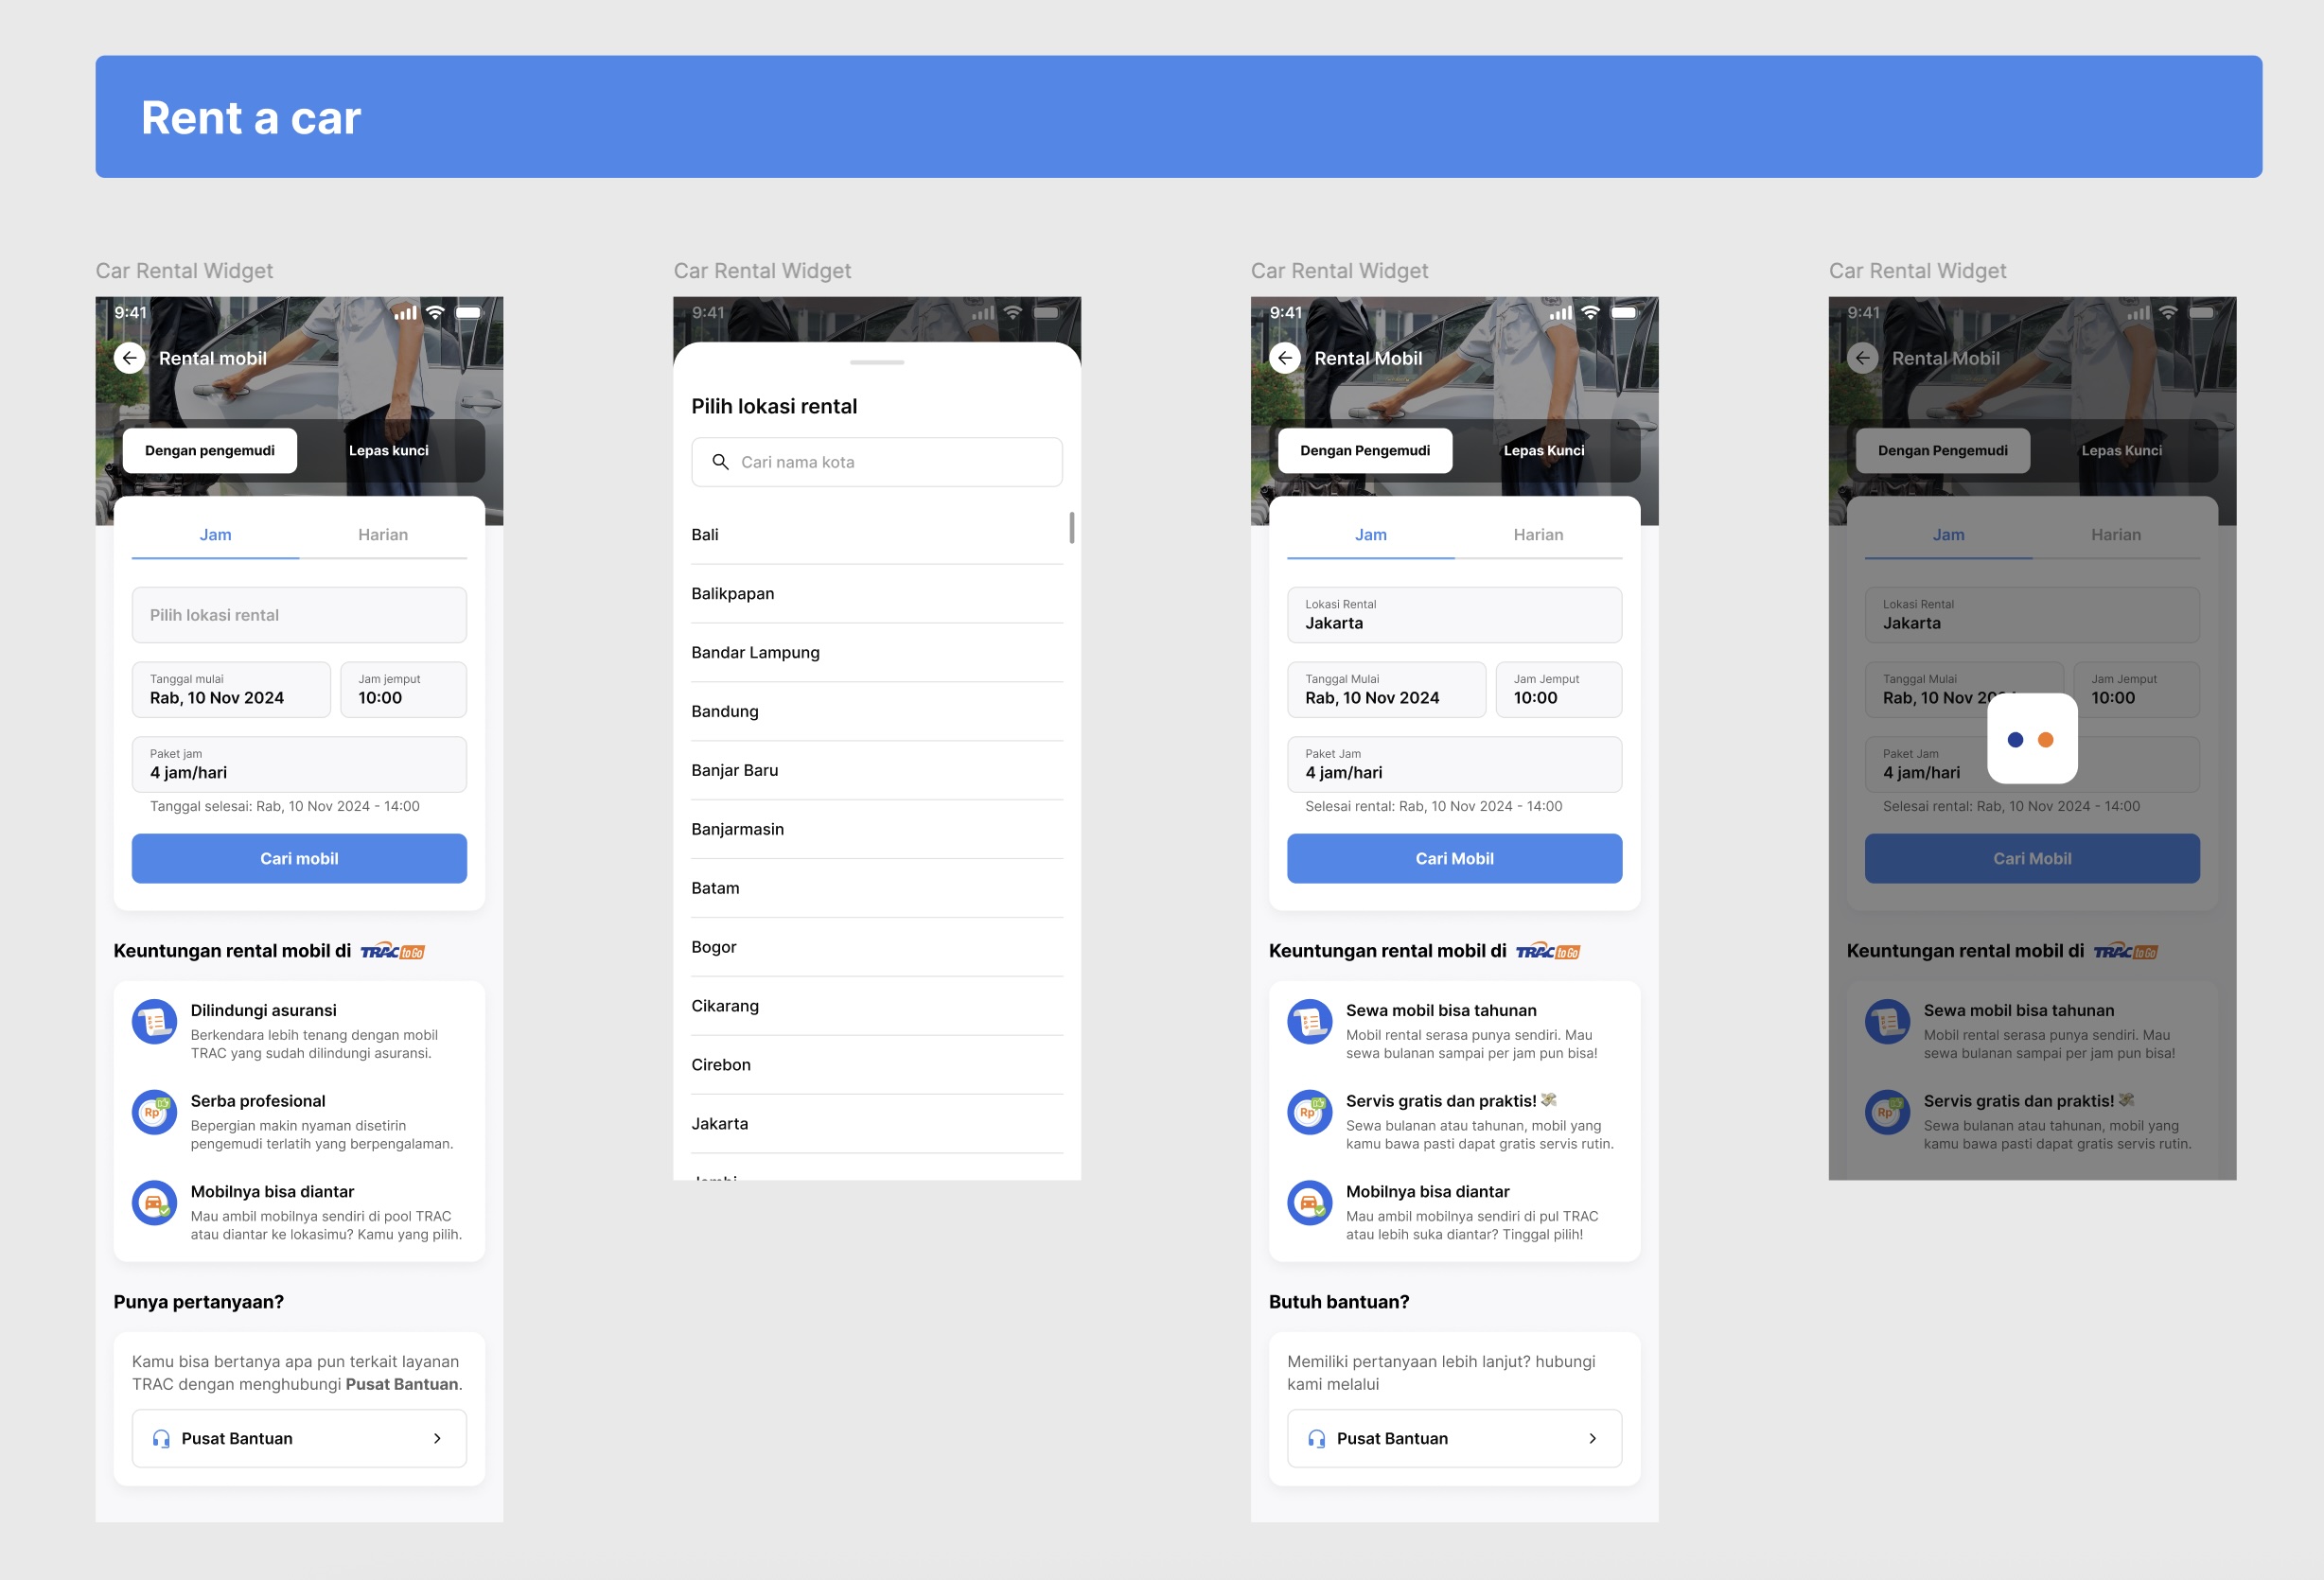 Rent a car
Car Rental Widget
9:41
Rental mobil
Dengan pengemudi
Lepas kunci
Jam
Harian
Pilih lokasi rental
Tanggal mulai
Rab, 10 Nov 2024
Jam jemput
10:00
Paket jam
4 jam/hari
Tanggal selesai: Rab, 10 Nov 2024 - 14:00
Cari mobil
Keuntungan rental mobil di TRAC to Go
Dilindungi asuransi
Berkendara lebih tenang dengan mobil
TRAC yang sudah dilindungi asuransi.
Rp
Serba profesional
Bepergian makin nyaman disetirin
pengemudi terlatih yang berpengalaman.
Mobilnya bisa diantar
Mau ambil mobilnya sendiri di pool TRAC
atau diantar ke lokasimu? Kamu yang pilih.
Punya pertanyaan?
Kamu bisa bertanya apa pun terkait layanan
TRAC dengan menghubungi Pusat Bantuan.
Pusat Bantuan
Car Rental Widget
9:41
Pilih lokasi rental
Cari nama kota
Bali
Balikpapan
Bandar Lampung
Bandung
Banjar Baru
Banjarmasin
Batam
Bogor
Cikarang
Cirebon
Jakarta
Car Rental Widget
9:41
Rental Mobil
Dengan Pengemudi
Lepas Kunci
Jam
Harian
Lokasi Rental
Jakarta
Tanggal Mulai
Rab, 10 Nov 2024
Jam Jemput
10:00
Paket Jam
4 jam/hari
Selesai rental: Rab, 10 Nov 2024 - 14:00
Cari Mobil
Keuntungan rental mobil di TRAC to Go
Sewa mobil bisa tahunan
Mobil rental serasa punya sendiri. Mau
sewa bulanan sampai per jam pun bisa!
Rp
Servis gratis dan praktis! 💸
Sewa bulanan atau tahunan, mobil yang
kamu bawa pasti dapat gratis servis rutin.
Mobilnya bisa diantar
Mau ambil mobilnya sendiri di pul TRAC
atau lebih suka diantar? Tinggal pilih!
Butuh bantuan?
Memiliki pertanyaan lebih lanjut? hubungi
kami melalui
Pusat Bantuan
Car Rental Widget
9:41
Rental Mobil
Dengan Pengemudi
Lepas Kunci
Jam
Harian
Lokasi Rental
Jakarta
Tanggal Mulai
Rab, 10 Nov
Jam Jemput
10:00
Paket Jam
4 jam/hari
Selesai rental: Rab, 10 Nov 2024 - 14:00
Cari Mobil
Keuntungan rental mobil di TRAC to Go
Sewa mobil bisa tahunan
Mobil rental serasa punya sendiri. Mau
sewa bulanan sampai per jam pun bisa!
Rp
Servis gratis dan praktis! 💸
Sewa bulanan atau tahunan, mobil yang
kamu bawa pasti dapat gratis servis rutin.